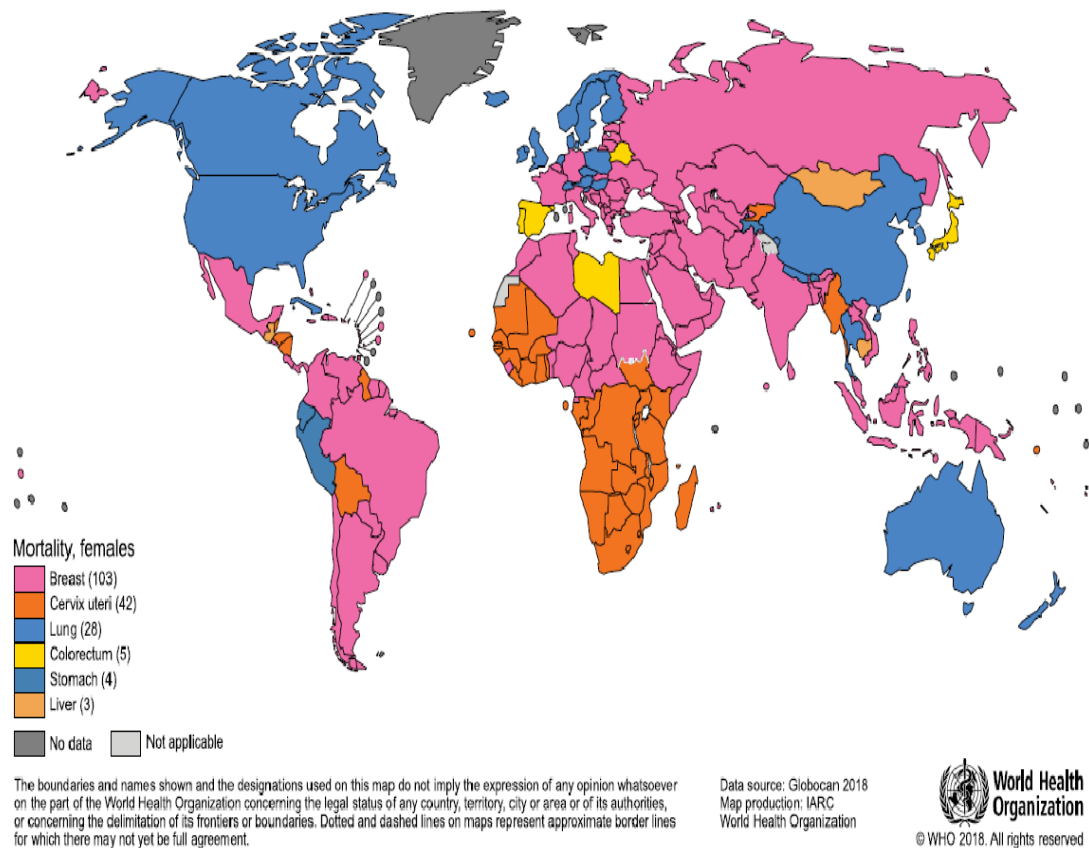 Mortality, females
Breast (103)
Cervix uteri (42)
Lung (28)
Colorectum (5)
Stomach (4)
Liver (3)
No data
Not applicable
The boundaries and names shown and the designations used on this map do not imply the expression of any opinion whatsoever
on the part of the World Health Organization concerning the legal status of any country, territory, city or area or of its authorities,
or concerning the delimitation of its frontiers or boundaries. Dotted and dashed lines on maps represent approximate border lines
for which there may not yet be full agreement.
Data source: Globocan 2018
Map production: IARC
World Health Organization
World Health
Organization
© WHO 2018. All rights reserved